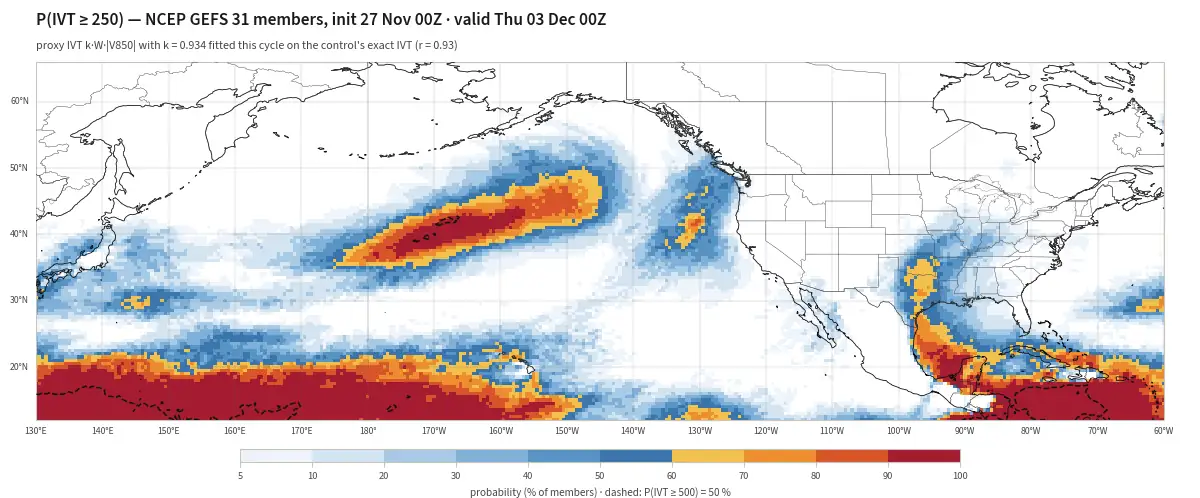 P(IVT ≥ 250) — NCEP GEFS 31 members, init 27 Nov 00Z · valid Thu 03 Dec 00Z
proxy IVT k·W·|V850| with k = 0.934 fitted this cycle on the control's exact IVT (r = 0.93)
60°N
50°N
40°N
30°N
20°N
130°E 140°E 150°E 160°E 170°E 180° 170°W 160°W 150°W 140°W 130°W 120°W 110°W 100°W 90°W 80°W 70°W 60°W
5 10 20 30 40 50 60 70 80 90 100
probability (% of members) · dashed: P(IVT ≥ 500) = 50 %